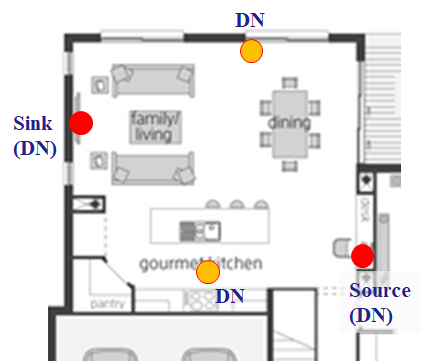 DN
Sink
(DN)
family/
living
dining
desk
gourmet kitchen
DN
pantry
Source
(DN)